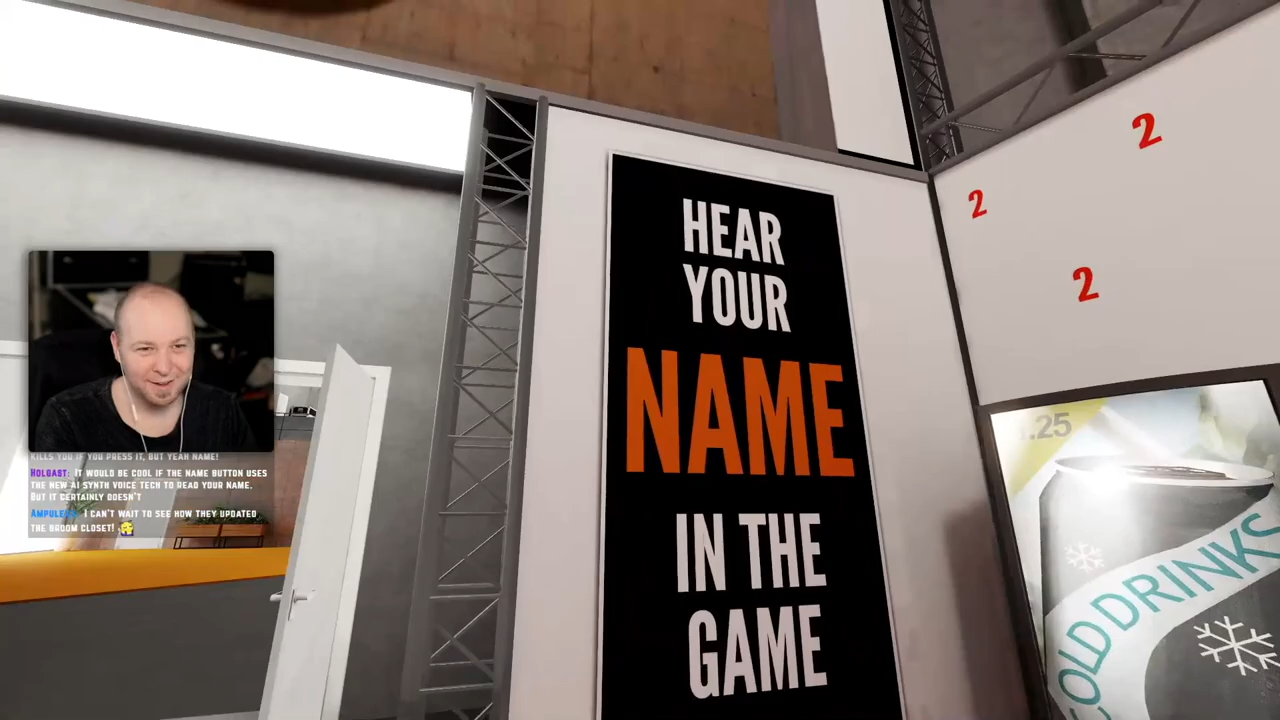 HEAR
YOUR
NAME
IN THE
GAME
2
2
2
.25
COLD DRINKS
KILLS YOU IF YOU PRESS IT, BUT YEAH NAME!
HOLGAST: IT WOULD BE COOL IF THE NAME BUTTON USES
THE NEW AI SYNTH VOICE TECH TO READ YOUR NAME.
BUT IT CERTAINLY DOESN'T
I CAN'T WAIT TO SEE HOW THEY UPDATED
THE BROOM CLOSET!